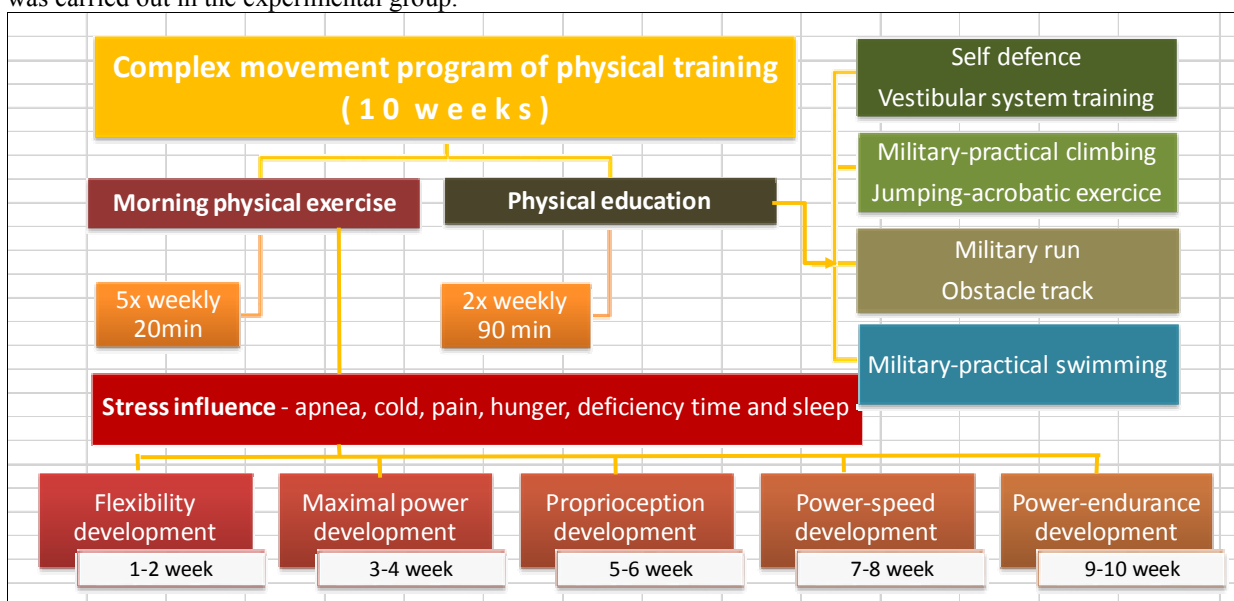 was carried out in the experimental group.
Complex movement program of physical training
( 1 0 w e e k s )
Self defence
Vestibular system training
Military-practical climbing
Jumping-acrobatic exercice
Morning physical exercise
Physical education
Military run
Obstacle track
5x weekly
20min
2x weekly
90 min
Military-practical swimming
Stress influence - apnea, cold, pain, hunger, deficiency time and sleep
Flexibility
development
1-2 week
Maximal power
development
3-4 week
Proprioception
development
5-6 week
Power-speed
development
7-8 week
Power-endurance
development
9-10 week